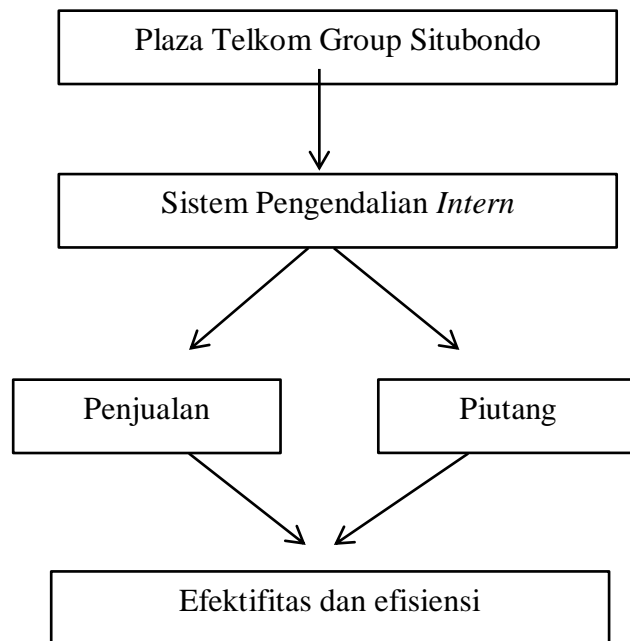 Plaza Telkom Group Situbondo
Sistem Pengendalian Intern
Penjualan
Piutang
Efektifitas dan efisiensi